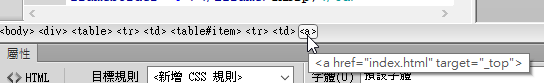 <body> <div> <table> <tr> <td> <table#item> <tr> <td> <a>
<a href="index.html" target="_top">
屬性
<> HTML 目標規則 <新增 CSS 規則> 字體(U) 預設字體